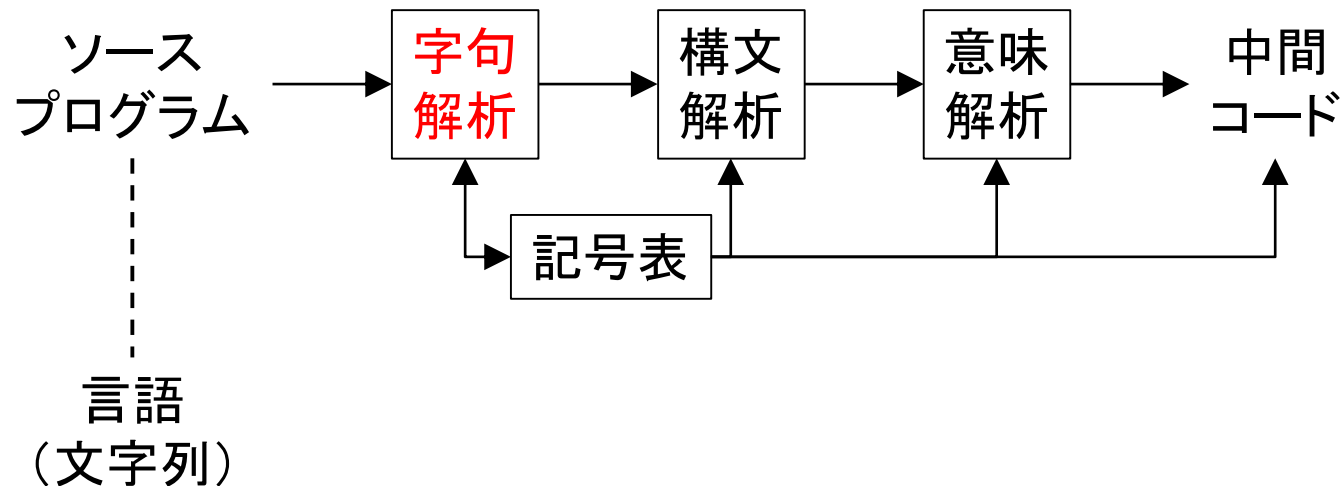 ソース
プログラム
字句
解析
構文
解析
意味
解析
中間
コード
記号表
言語
（文字列）